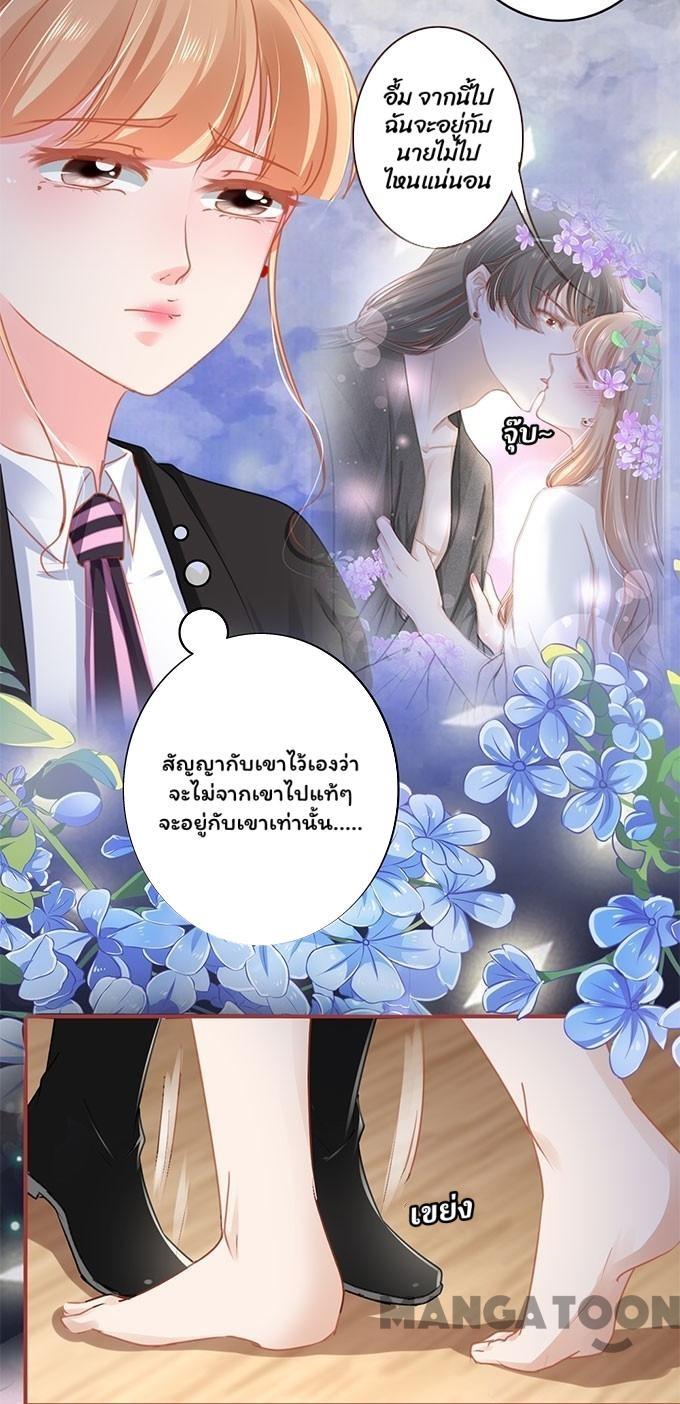 อื้ม จากนี้ไป
ฉันจะอยู่กับ
นายไม่ไป
ไหนแน่นอน
จุ๊บ~
สัญญากับเขาไว้เองว่า
จะไม่จากเขาไปแท้ๆ
จะอยู่กับเขาเท่านั้น.....
เขย่ง
MANGATOON